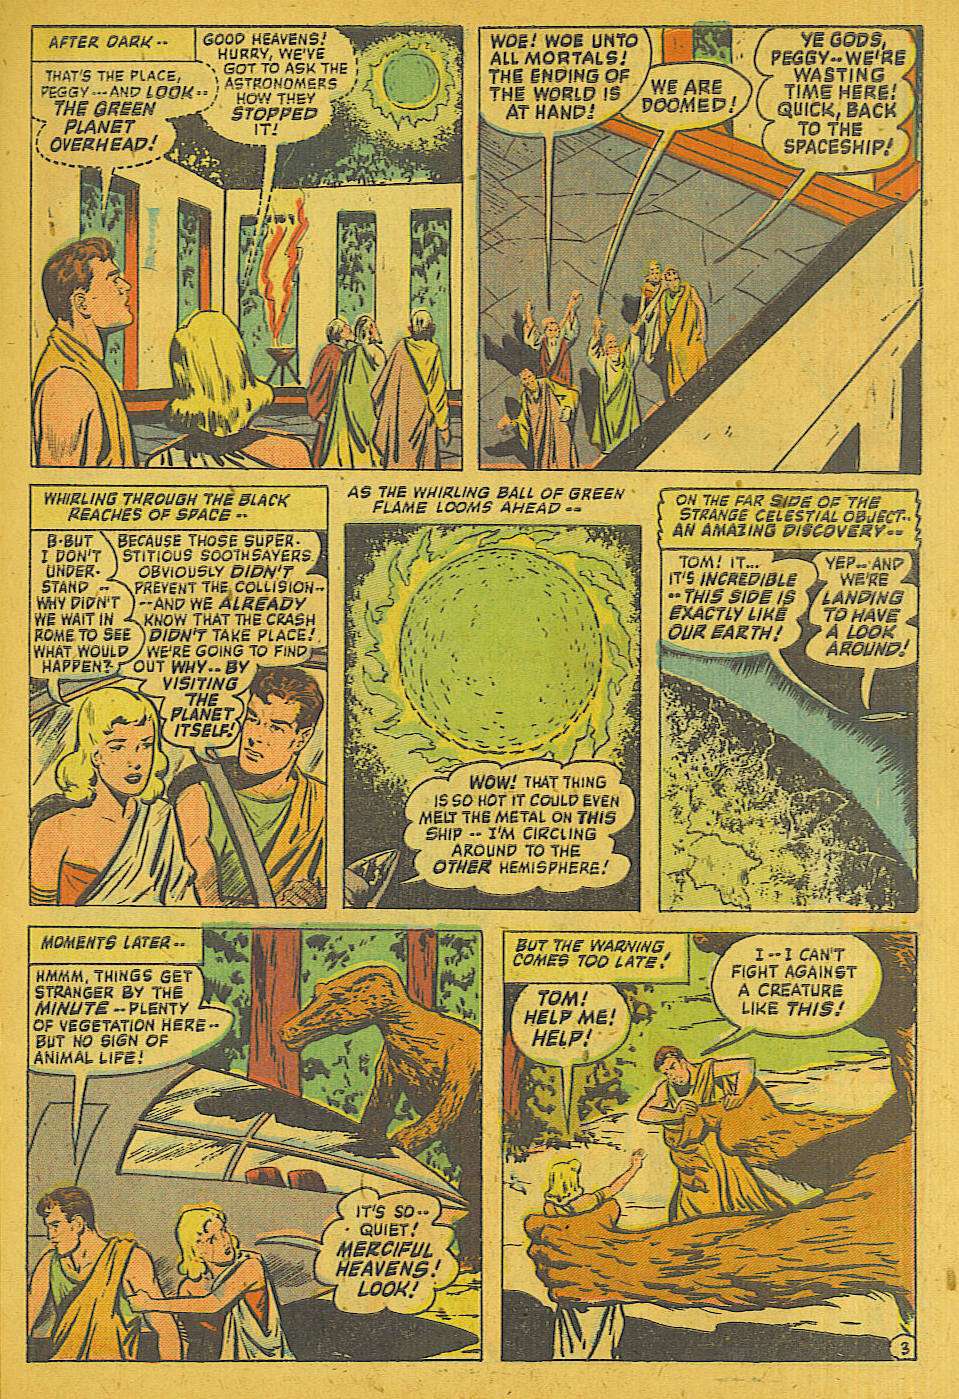 AFTER DARK --
THAT'S THE PLACE,
PEGGY -- AND LOOK --
THE GREEN
PLANET
OVERHEAD!
GOOD HEAVENS!
HURRY, WE'VE
GOT TO ASK THE
ASTRONOMERS
HOW THEY
STOPPED
IT!
WOE! WOE UNTO
ALL MORTALS!
THE ENDING OF
THE WORLD IS
AT HAND!
WE ARE
DOOMED!
YE GODS,
PEGGY -- WE'RE
WASTING
TIME HERE!
QUICK, BACK
TO THE
SPACESHIP!
WHIRLING THROUGH THE BLACK
REACHES OF SPACE --
B-BUT
I DON'T
UNDER-
STAND --
WHY DIDN'T
WE WAIT IN
ROME TO SEE
WHAT WOULD
HAPPEN?
BECAUSE THOSE SUPER-
STITIOUS SOOTHSAYERS
OBVIOUSLY DIDN'T
PREVENT THE COLLISION--
--AND WE ALREADY
KNOW THAT THE CRASH
DIDN'T TAKE PLACE!
WE'RE GOING TO FIND
OUT WHY -- BY
VISITING
THE
PLANET
ITSELF!
AS THE WHIRLING BALL OF GREEN
FLAME LOOMS AHEAD --
WOW! THAT THING
IS SO HOT IT COULD EVEN
MELT THE METAL ON THIS
SHIP -- I'M CIRCLING
AROUND TO THE
OTHER HEMISPHERE!
ON THE FAR SIDE OF THE
STRANGE CELESTIAL OBJECT--
AN AMAZING DISCOVERY --
TOM! IT...
IT'S INCREDIBLE
-- THIS SIDE IS
EXACTLY LIKE
OUR EARTH!
YEP -- AND
WE'RE
LANDING
TO HAVE
A LOOK
AROUND!
MOMENTS LATER --
HMMM, THINGS GET
STRANGER BY THE
MINUTE -- PLENTY
OF VEGETATION HERE --
BUT NO SIGN OF
ANIMAL LIFE!
IT'S SO --
QUIET!
MERCIFUL
HEAVENS!
LOOK!
BUT THE WARNING
COMES TOO LATE!
TOM!
HELP ME!
HELP!
I -- I CAN'T
FIGHT AGAINST
A CREATURE
LIKE THIS!
3